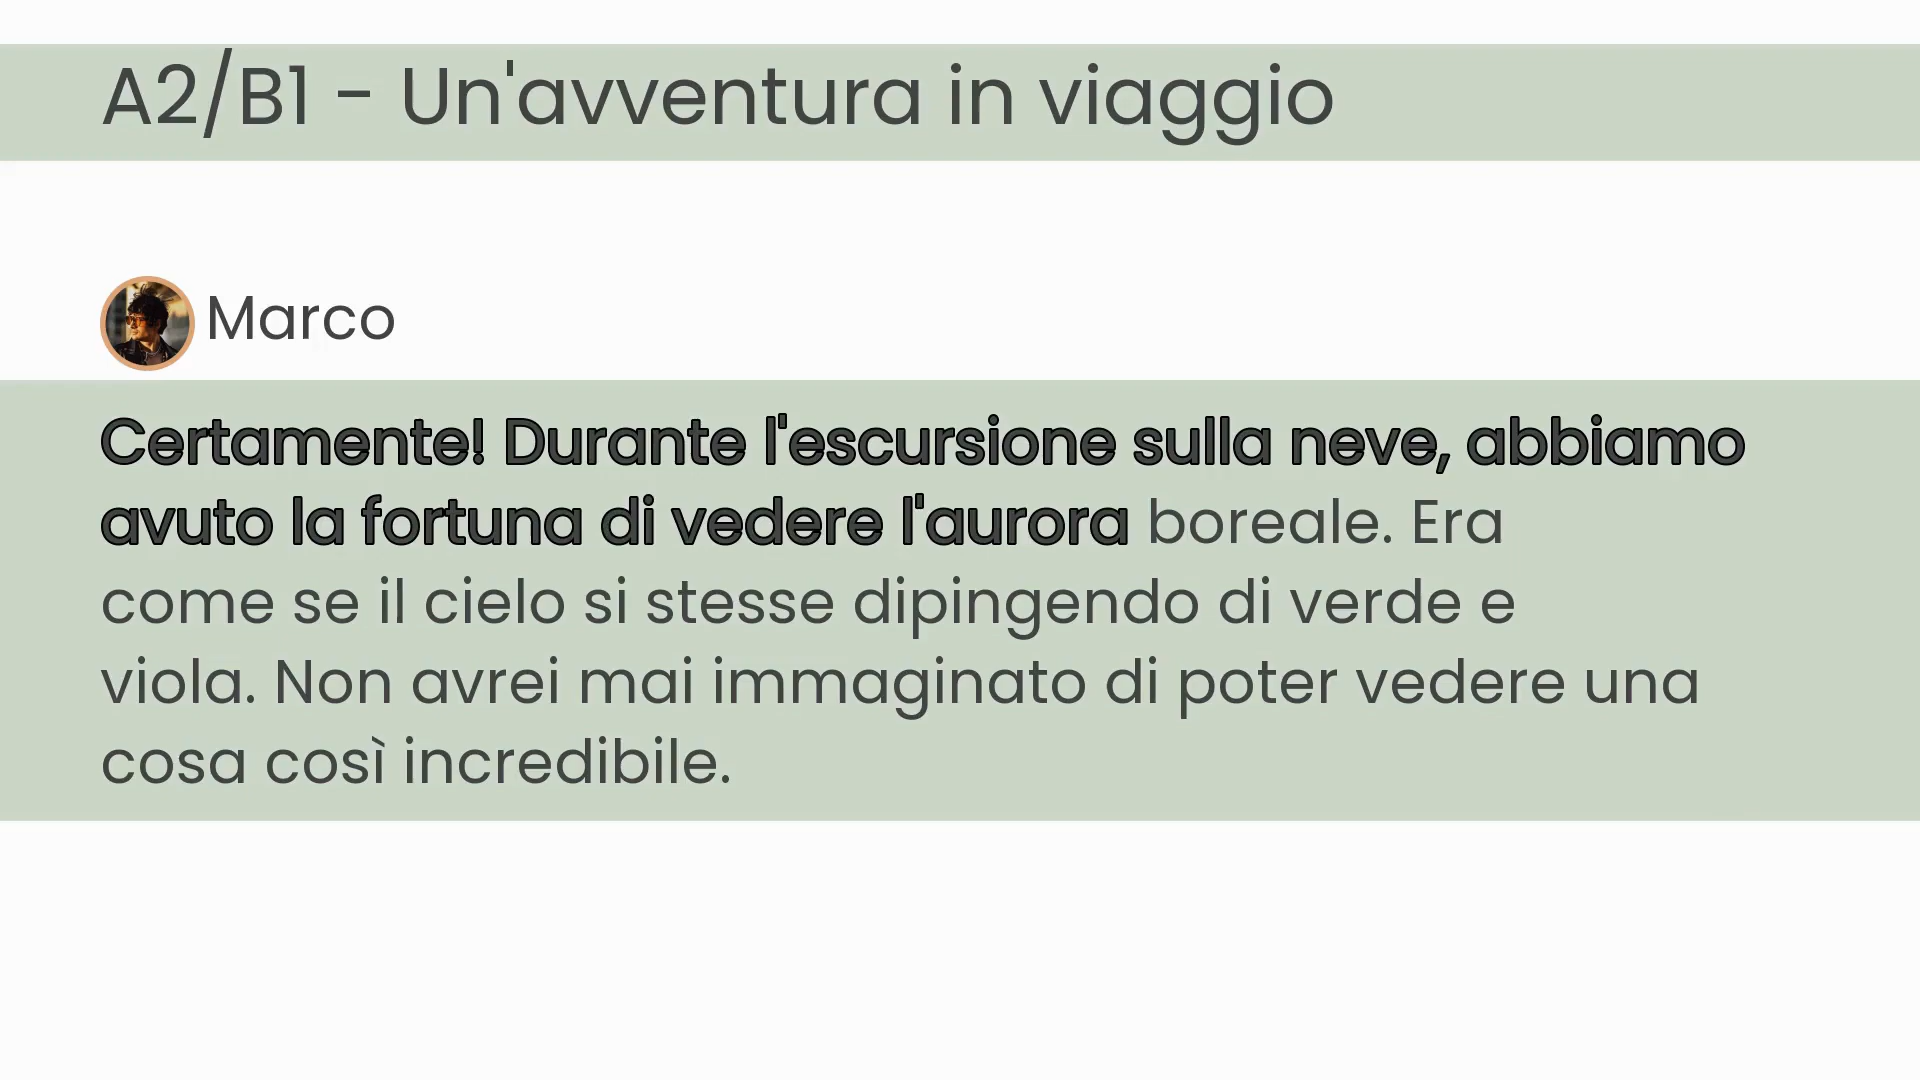 A2/B1 - Un'avventura in viaggio
Marco
Certamente! Durante l'escursione sulla neve, abbiamo
avuto la fortuna di vedere l'aurora boreale. Era
come se il cielo si stesse dipingendo di verde e
viola. Non avrei mai immaginato di poter vedere una
cosa così incredibile.